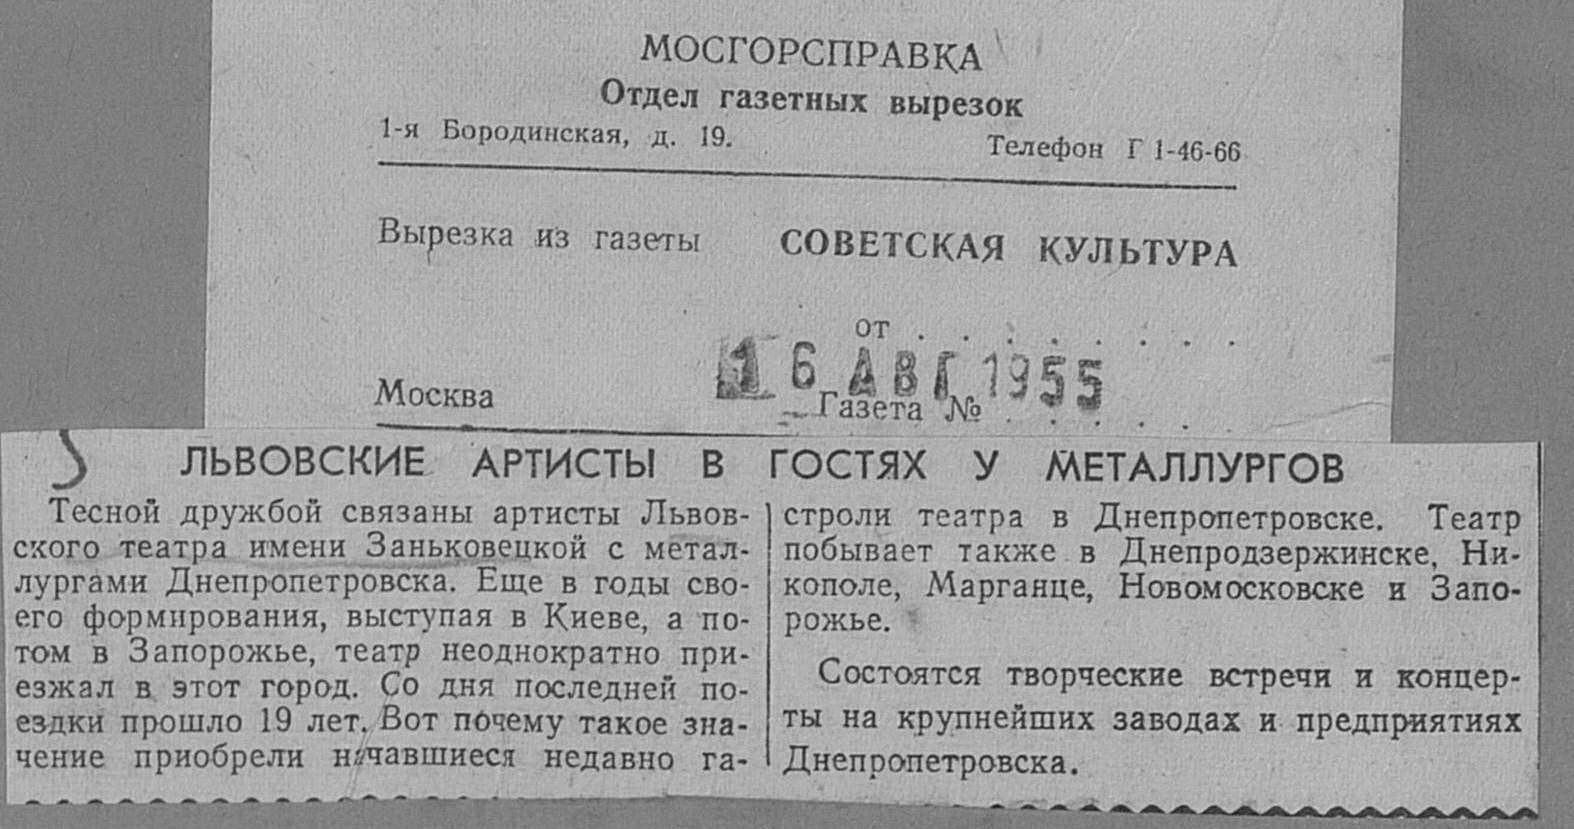 МОСГОРСПРАВКА
Отдел газетных вырезок
1-я Бородинская, д. 19.
Телефон Г 1-46-66
Вырезка из газеты СОВЕТСКАЯ КУЛЬТУРА
от . . . . . . . .
16 АВГ 1955
Москва
Газета № . . . . .
ЛЬВОВСКИЕ АРТИСТЫ В ГОСТЯХ У МЕТАЛЛУРГОВ
Тесной дружбой связаны артисты Львов-
ского театра имени Заньковецкой с метал-
лургами Днепропетровска. Еще в годы сво-
его формирования, выступая в Киеве, а по-
том в Запорожье, театр неоднократно при-
езжал в этот город. Со дня последней по-
ездки прошло 19 лет. Вот почему такое зна-
чение приобрели начавшиеся недавно га-
строли театра в Днепропетровске. Театр
побывает также в Днепродзержинске, Ни-
кополе, Марганце, Новомосковске и Запо-
рожье.
Состоятся творческие встречи и концер-
ты на крупнейших заводах и предприятиях
Днепропетровска.